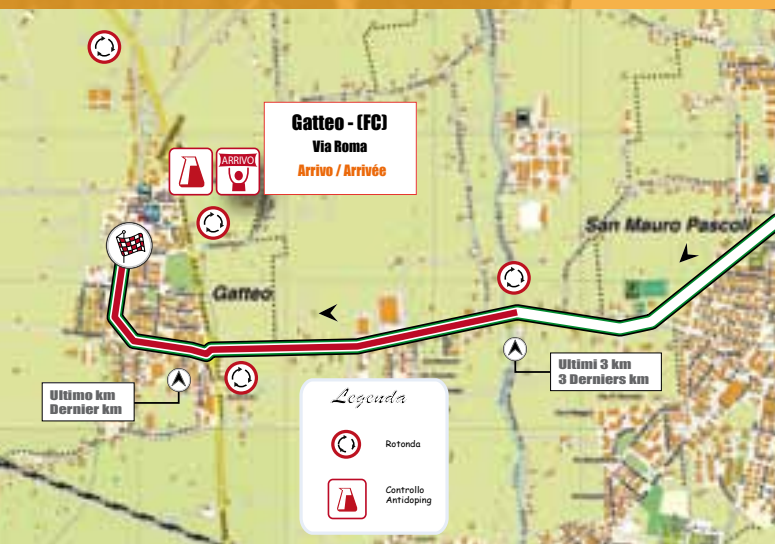 Gatteo - (FC)
Via Roma
Arrivo / Arrivée
ARRIVO
San Mauro Pascoli
Gatteo
Ultimi 3 km
3 Derniers km
Ultimo km
Dernier km
Legenda
Rotonda
Controllo
Antidoping